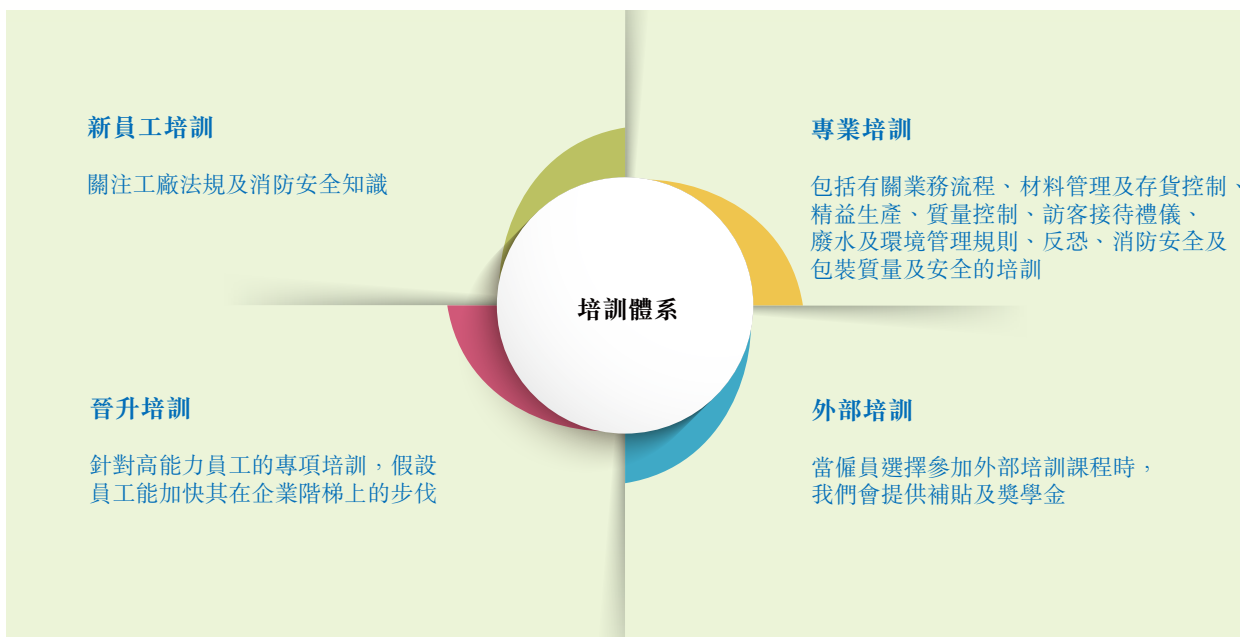 新員工培訓
關注工廠法規及消防安全知識
專業培訓
包括有關業務流程、材料管理及存貨控制、
精益生產、質量控制、訪客接待禮儀、
廢水及環境管理規則、反恐、消防安全及
包裝質量及安全的培訓
培訓體系
晉升培訓
針對高能力員工的專項培訓，假設
員工能加快其在企業階梯上的步伐
外部培訓
當僱員選擇參加外部培訓課程時，
我們會提供補貼及獎學金